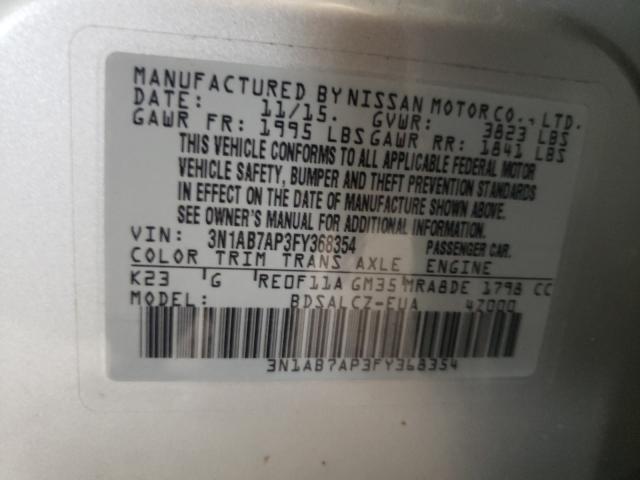 MANUFACTURED BY NISSAN MOTOR CO., LTD.
DATE: 11/15. GVWR: 3823 LBS
GAWR FR: 1995 LBS GAWR RR: 1841 LBS
THIS VEHICLE CONFORMS TO ALL APPLICABLE FEDERAL MOTOR
VEHICLE SAFETY, BUMPER AND THEFT PREVENTION STANDARDS
IN EFFECT ON THE DATE OF MANUFACTURE SHOWN ABOVE.
SEE OWNER'S MANUAL FOR ADDITIONAL INFORMATION.
VIN: 3N1AB7AP3FY368354 PASSENGER CAR.
COLOR TRIM TRANS AXLE ENGINE
K23 G RE0F11A GM35 MRA8DE 1798 CC
MODEL: BDSALCZ-EUA 4Z000
3N1AB7AP3FY368354